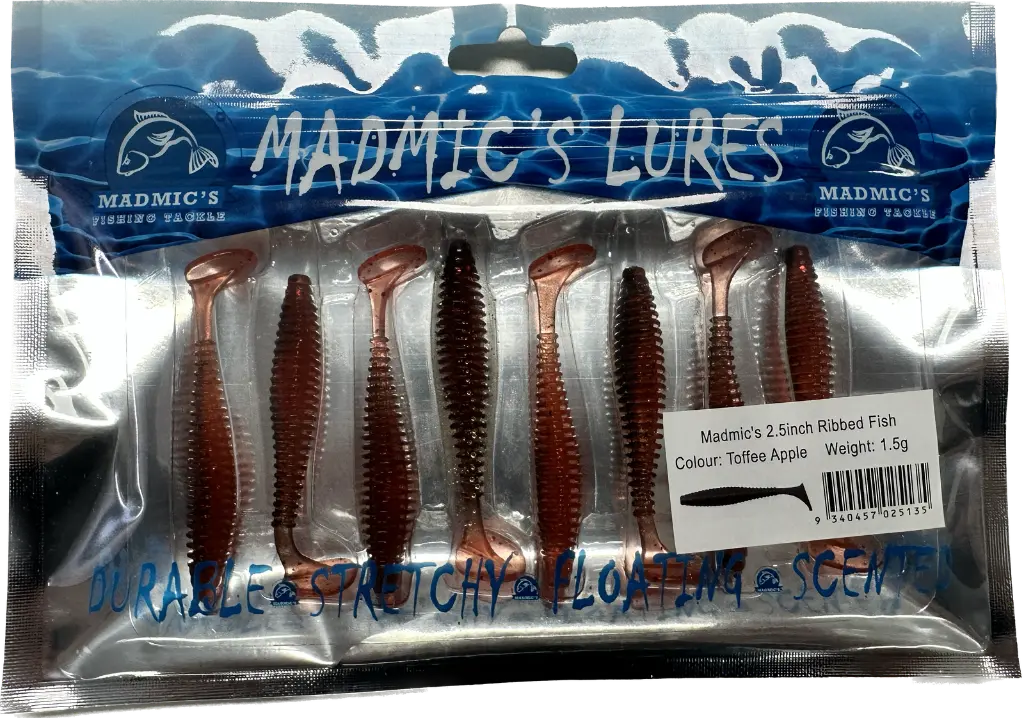 MADMIC'S LURES
MADMIC'S
FISHING TACKLE
MADMIC'S
FISHING TACKLE
Madmic's 2.5inch Ribbed Fish
Colour: Toffee Apple Weight: 1.5g
9 340457 025135
DURABLE STRETCHY FLOATING SCENTED